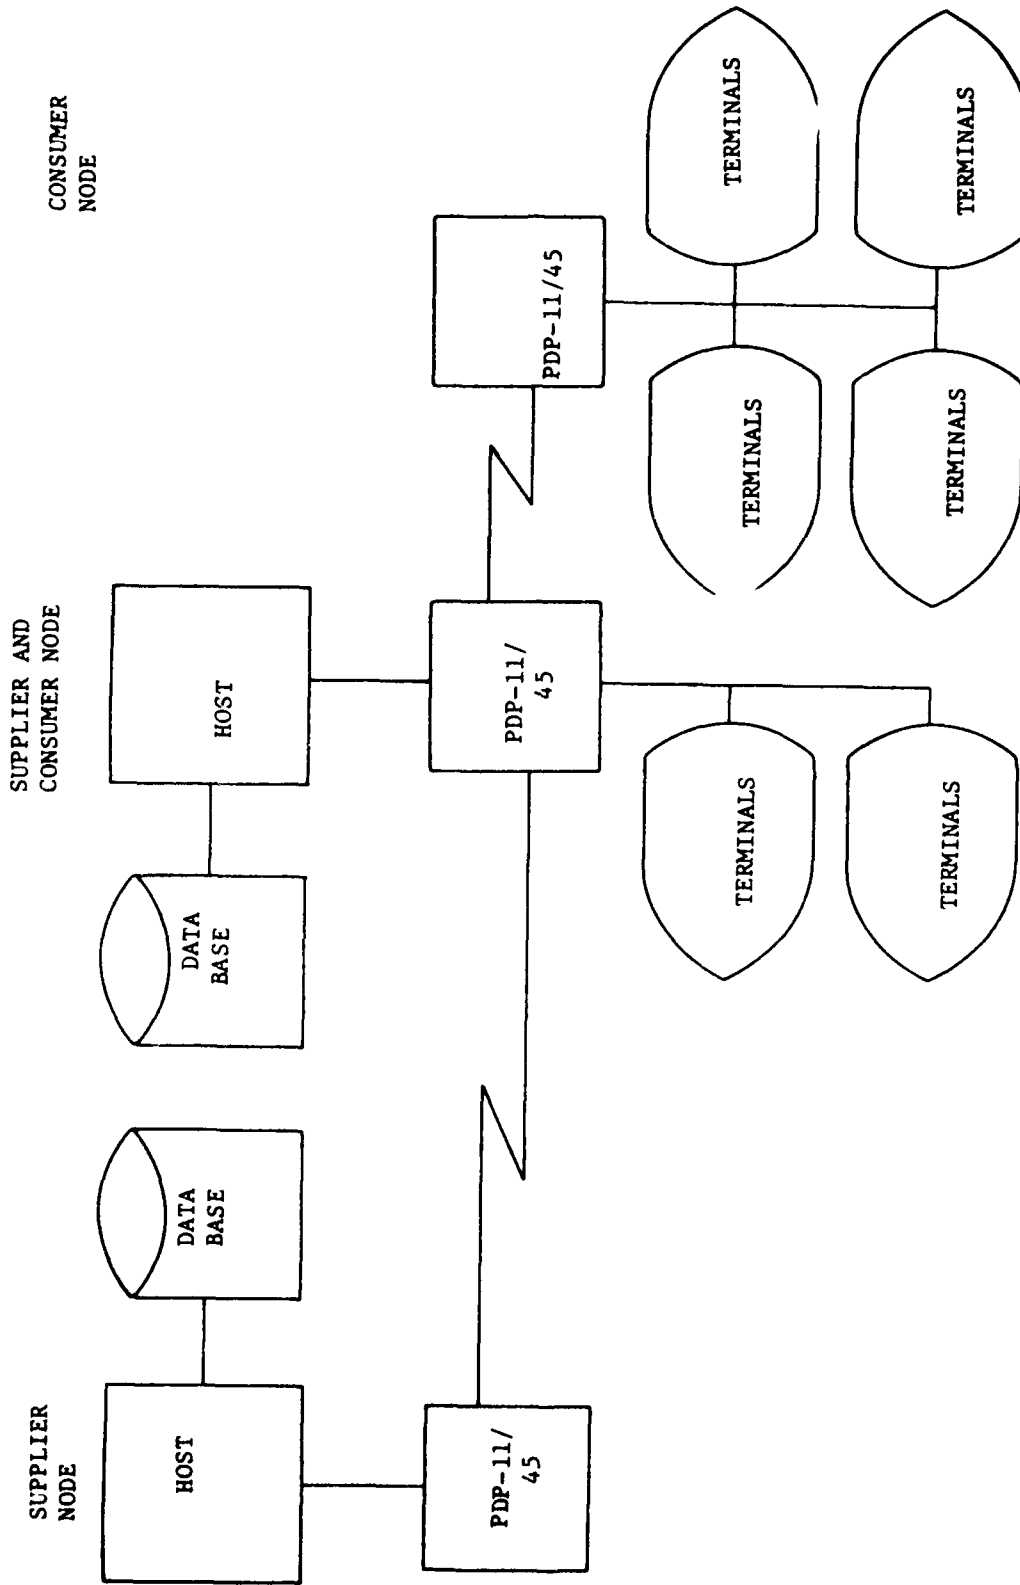 SUPPLIER
NODE
SUPPLIER AND
CONSUMER NODE
CONSUMER
NODE
HOST
DATA
BASE
DATA
BASE
HOST
PDP-11/
45
PDP-11/
45
PDP-11/45
TERMINALS
TERMINALS
TERMINALS
TERMINALS
TERMINALS
TERMINALS